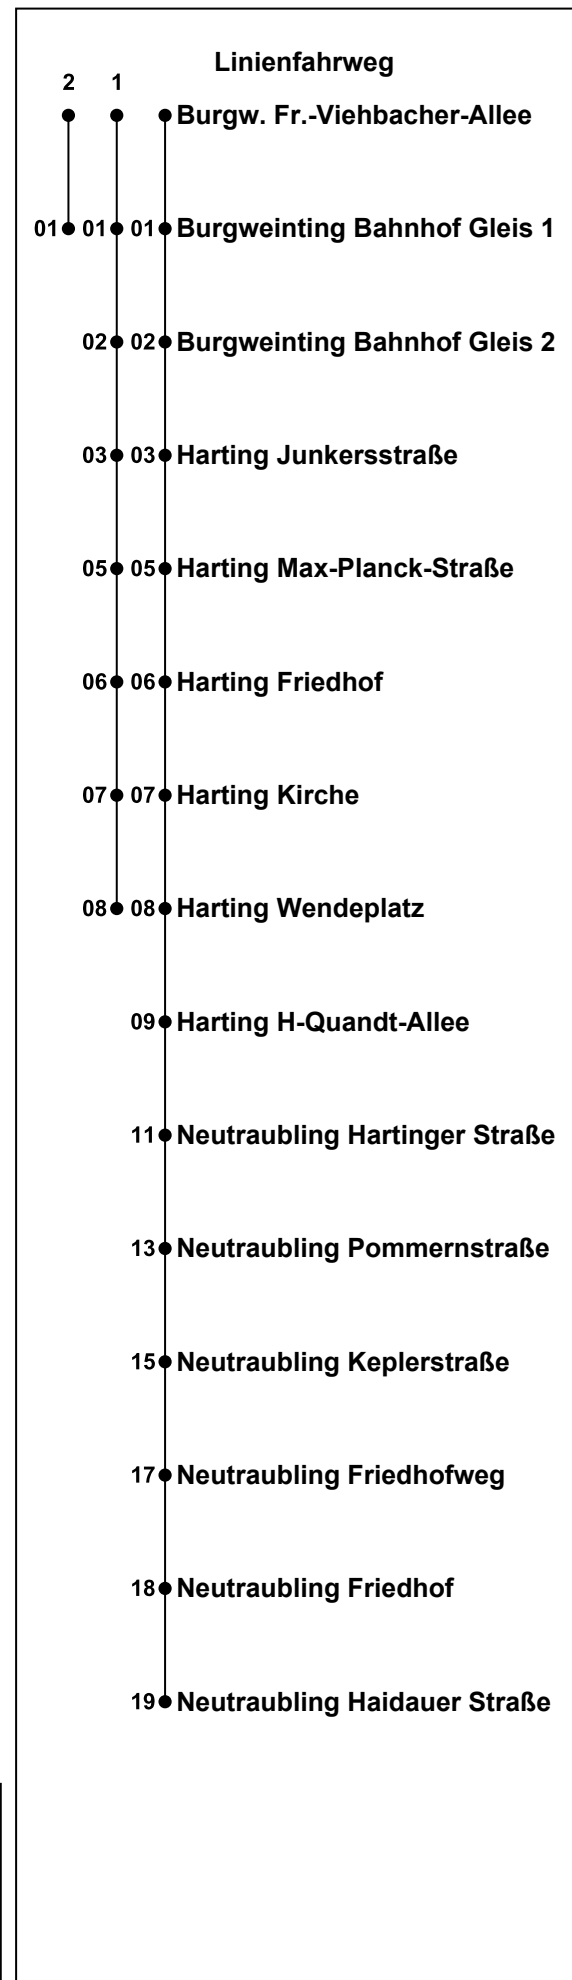 Linienfahrweg
2 1
Burgw. Fr.-Viehbacher-Allee
01 01 01 Burgweinting Bahnhof Gleis 1
02 02 Burgweinting Bahnhof Gleis 2
03 03 Harting Junkersstraße
05 05 Harting Max-Planck-Straße
06 06 Harting Friedhof
07 07 Harting Kirche
08 08 Harting Wendeplatz
09 Harting H-Quandt-Allee
11 Neutraubling Hartinger Straße
13 Neutraubling Pommernstraße
15 Neutraubling Keplerstraße
17 Neutraubling Friedhofweg
18 Neutraubling Friedhof
19 Neutraubling Haidauer Straße